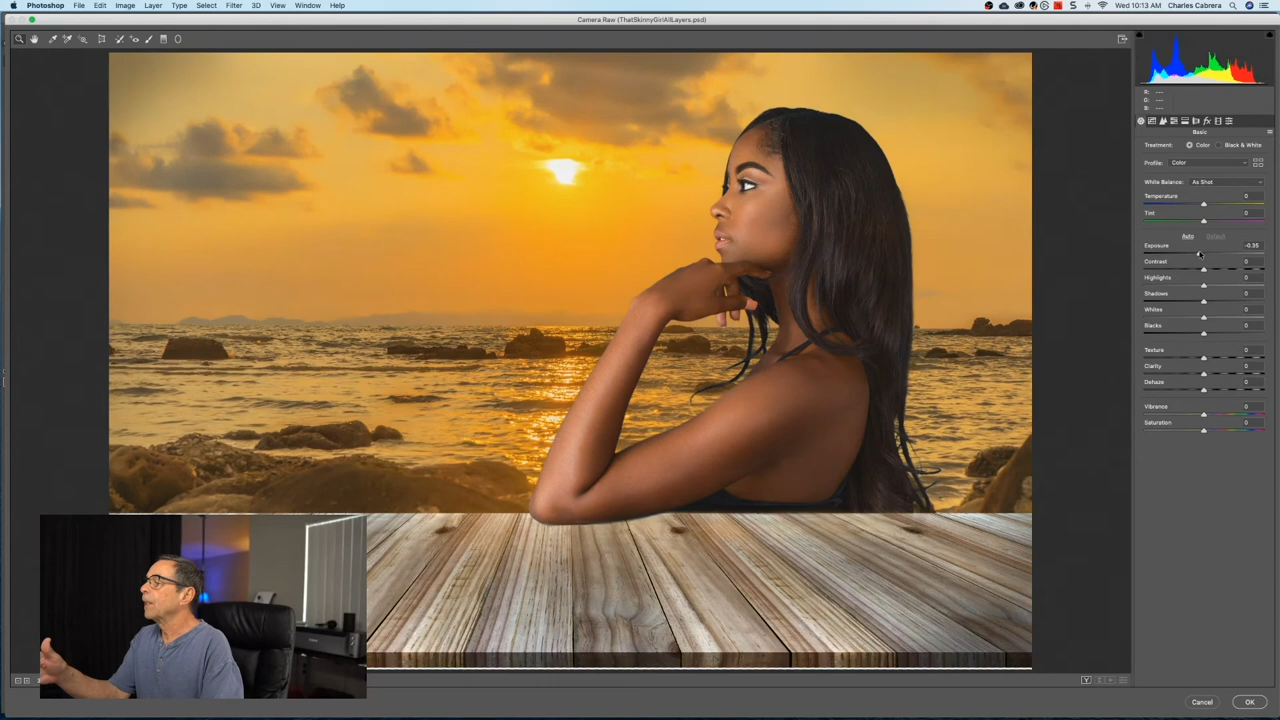 Photoshop File Edit Image Layer Type Select Filter 3D View Window Help Wed 10:13 AM Charles Cabrera
Camera Raw (ThatSkinnyGirlAllLayers.psd)
R: ---
G: ---
B: ---
Basic
Treatment: Color Black & White
Profile: Color
White Balance: As Shot
Temperature 0
Tint 0
Auto Default
Exposure -0.35
Contrast 0
Highlights 0
Shadows 0
Whites 0
Blacks 0
Texture 0
Clarity 0
Dehaze 0
Vibrance 0
Saturation 0
Y
Cancel OK